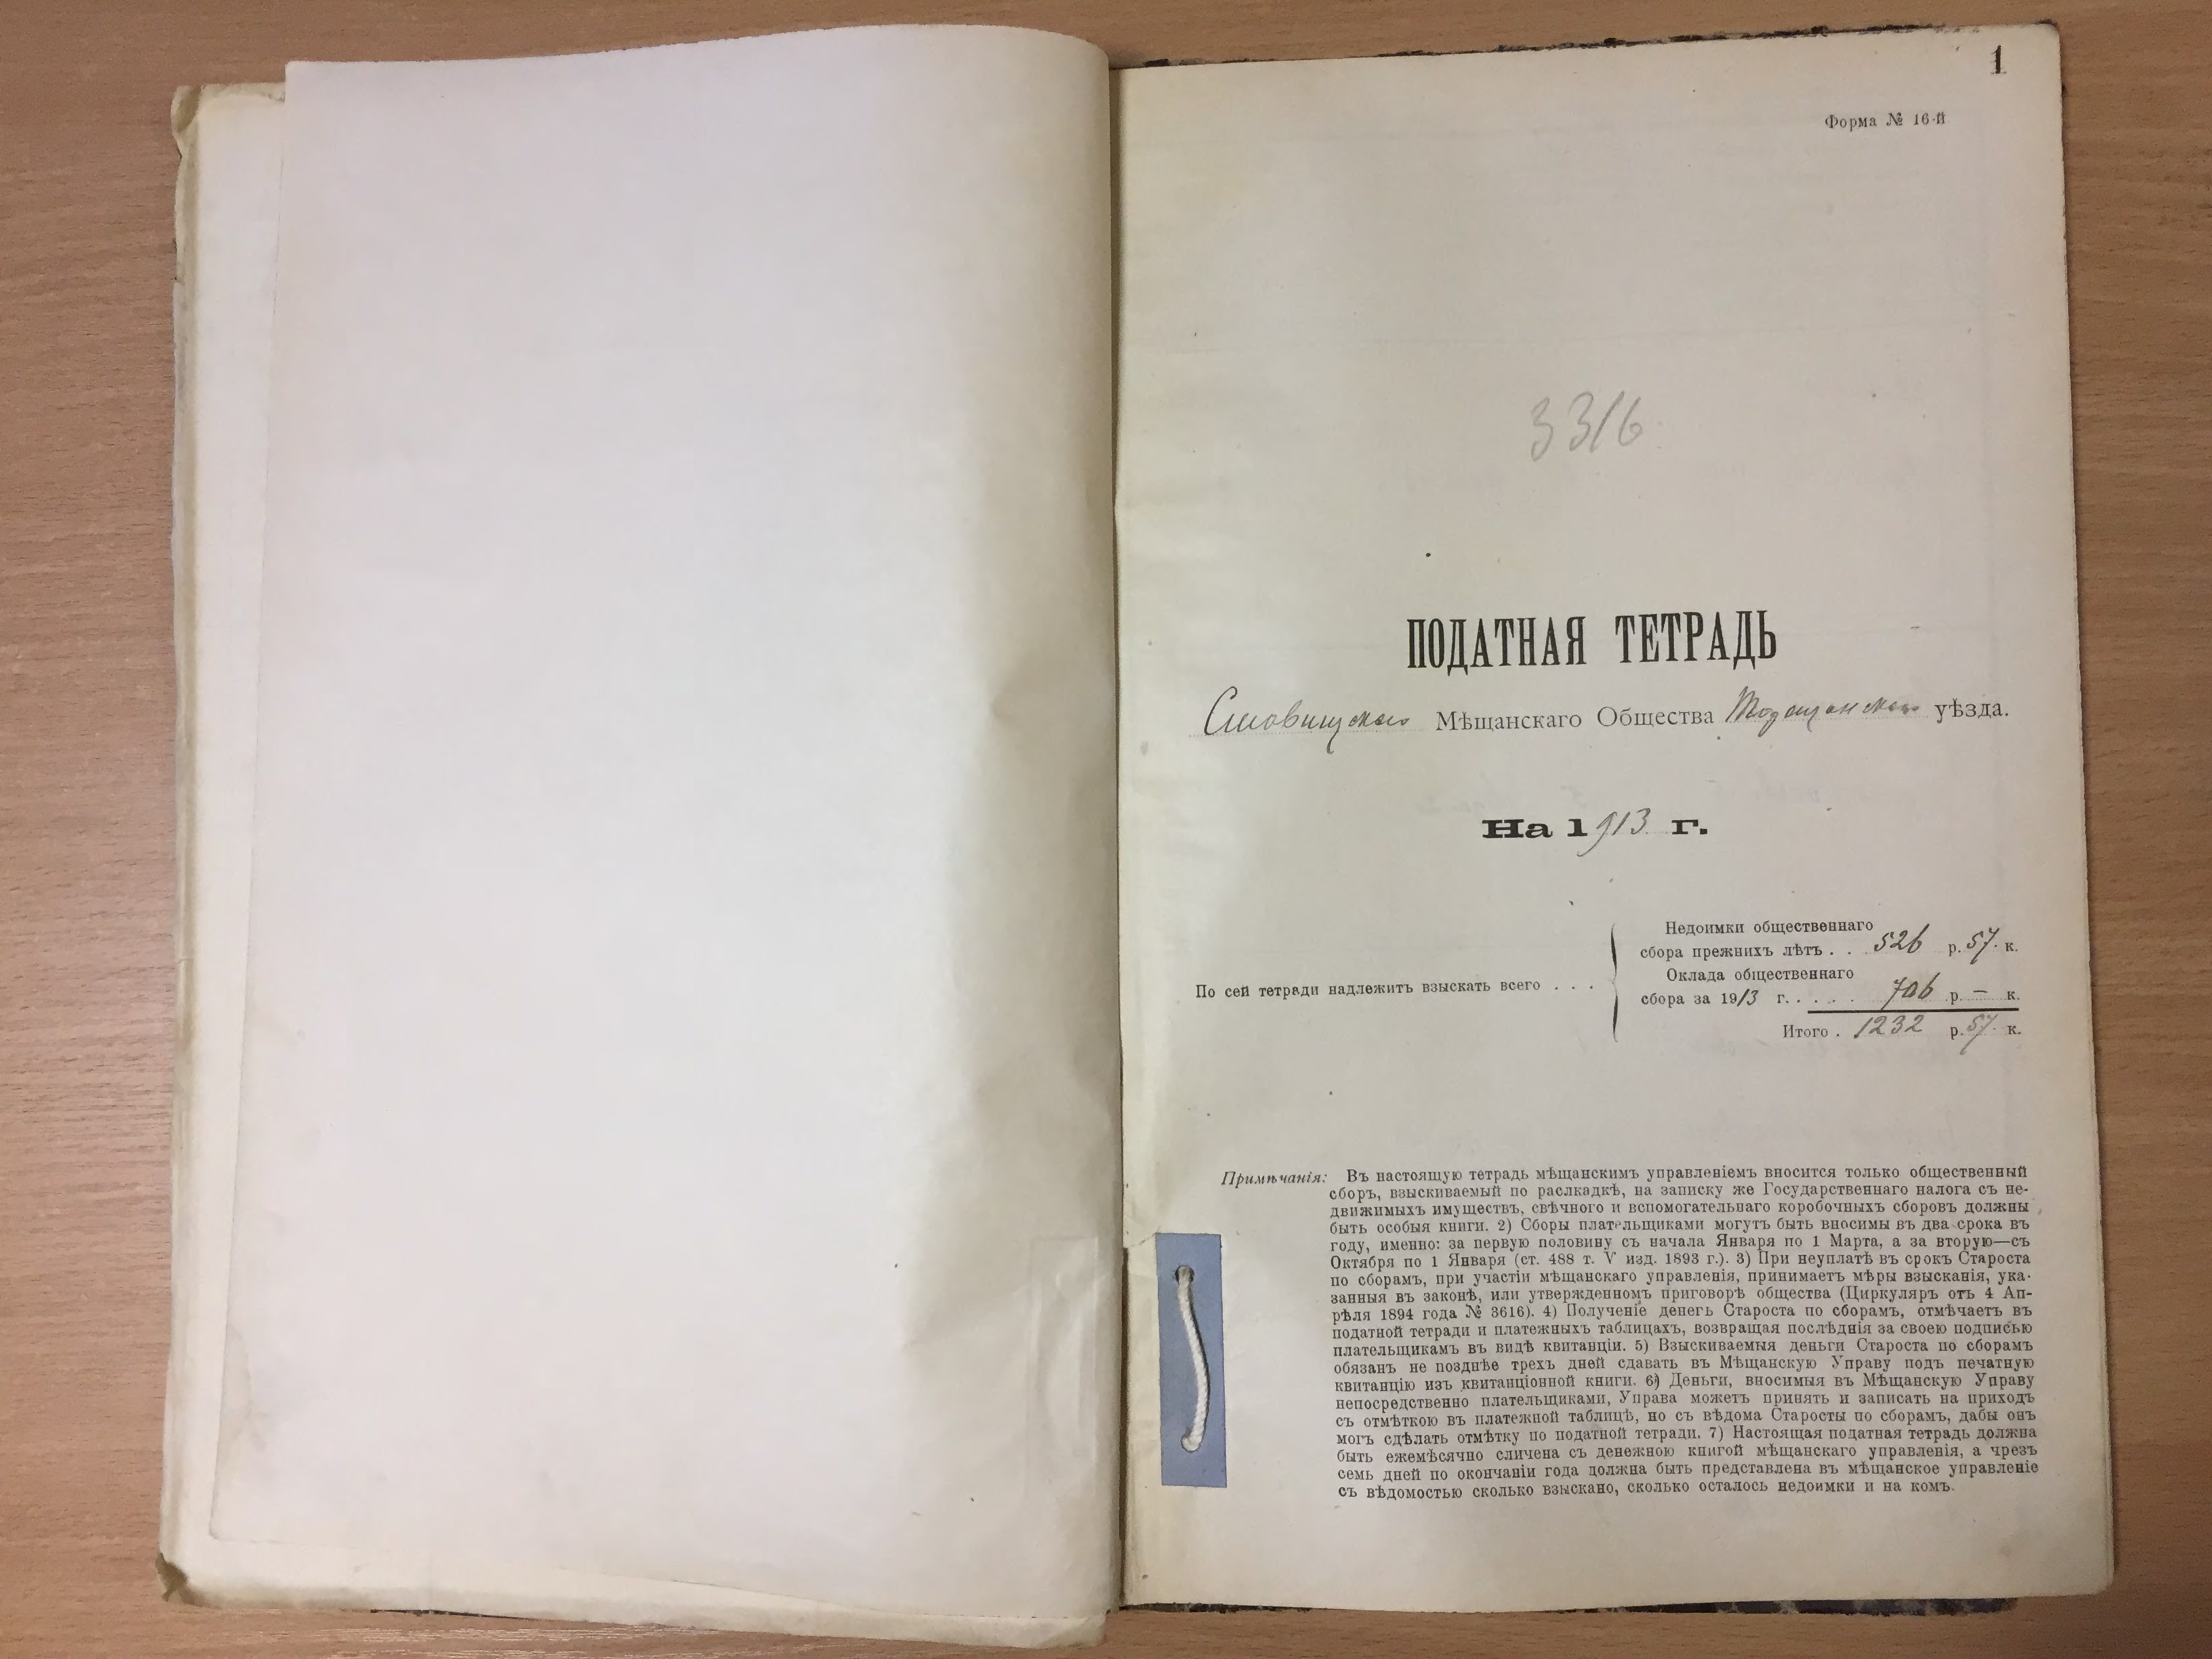 1
Форма № 16-й
3316
ПОДАТНАЯ ТЕТРАДЬ
Мѣщанскаго Общества уѣзда.
На 1913 г.
Недоимки общественнаго
сбора прежнихъ лѣтъ . . . 526 р. 57. к.
Оклада общественнаго
По сей тетради надлежитъ взыскать всего . . .
сбора за 1913 г. . . . . 706 р. — к.
Итого . 1232 р. 57. к.
Примѣчанія: Въ настоящую тетрадь мѣщанскимъ управленіемъ вносится только общественный
сборъ, взыскиваемый по раслкадкѣ, на записку же Государственнаго налога съ не-
движимыхъ имуществъ, свѣчного и вспомогательнаго коробочныхъ сборовъ должны
быть особыя книги. 2) Сборы плательщиками могутъ быть вносимы въ два срока въ
году, именно: за первую половину съ начала Января по 1 Марта, а за вторую—съ
Октября по 1 Января (ст. 488 т. V изд. 1893 г.). 3) При неуплатѣ въ срокъ Староста
по сборамъ, при участіи мѣщанскаго управленія, принимаетъ мѣры взысканія, ука-
занныя въ законѣ, или утвержденномъ приговорѣ общества (Циркуляръ отъ 4 Ап-
рѣля 1894 года № 3616). 4) Полученіе денегъ Староста по сборамъ, отмѣчаетъ въ
податной тетради и платежныхъ таблицахъ, возвращая послѣднія за своею подписью
плательщикамъ въ видѣ квитанціи. 5) Взыскиваемыя деньги Староста по сборамъ
обязанъ не позднѣе трехъ дней сдавать въ Мѣщанскую Управу подъ печатную
квитанцію изъ квитанціонной книги. 6) Деньги, вносимыя въ Мѣщанскую Управу
непосредственно плательщиками, Управа можетъ принять и записать на приходъ
съ отмѣткою въ платежной таблицѣ, но съ вѣдома Старосты по сборамъ, дабы онъ
могъ сдѣлать отмѣтку по податной тетради. 7) Настоящая податная тетрадь должна
быть ежемѣсячно сличена съ денежною книгой мѣщанскаго управленія, а чрезъ
семь дней по окончаніи года должна быть представлена въ мѣщанское управленіе
съ вѣдомостью сколько взыскано, сколько осталось недоимки и на комъ.